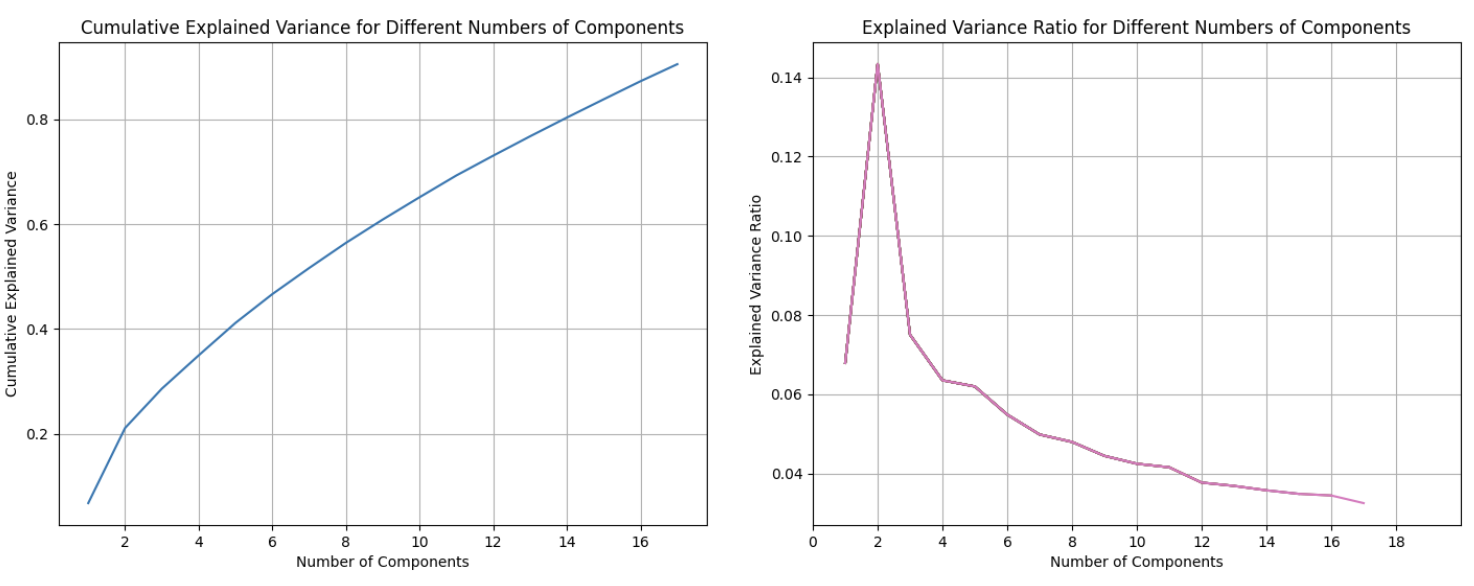 Cumulative Explained Variance for Different Numbers of Components
Cumulative Explained Variance
0.8
0.6
0.4
0.2
2 4 6 8 10 12 14 16
Number of Components
Explained Variance Ratio for Different Numbers of Components
Explained Variance Ratio
0.14
0.12
0.10
0.08
0.06
0.04
0 2 4 6 8 10 12 14 16 18
Number of Components